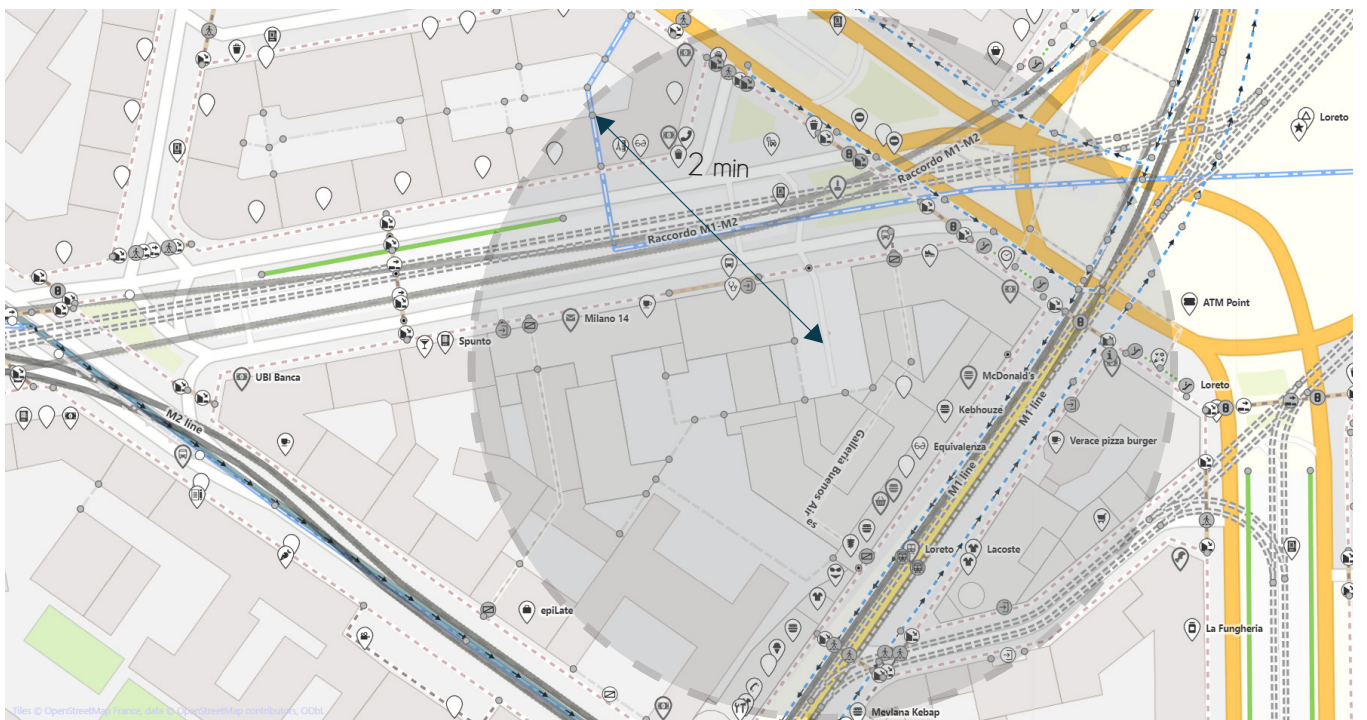 Loreto
Raccordo M1-M2
2 min
Raccordo M1-M2
ATM Point
Milano 14
Spunto
UBI Banca
McDonald's
Loreto
Kebhouze
M1 line
M2 line
Equivalenza
Verace pizza burger
Galleria Buenos Air
es
M1 line
Loreto
Lacoste
epiLate
La Fungheria
Mevlana Kebap
Tiles © OpenStreetMap France, data © OpenStreetMap contributors, ODbL